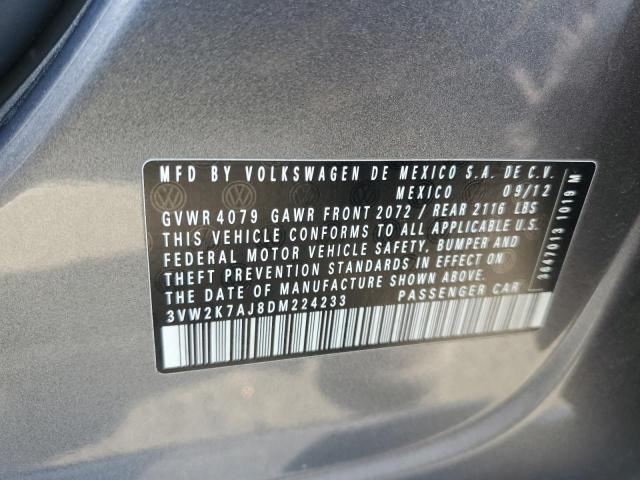 MFD BY VOLKSWAGEN DE MEXICO S.A. DE C.V.
MEXICO 09/12
GVWR 4079 GAWR FRONT 2072 / REAR 2116 LBS
THIS VEHICLE CONFORMS TO ALL APPLICABLE U.S.
FEDERAL MOTOR VEHICLE SAFETY, BUMPER AND
THEFT PREVENTION STANDARDS IN EFFECT ON
THE DATE OF MANUFACTURE SHOWN ABOVE.
3VW2K7AJ8DM224233 PASSENGER CAR
3647013 1019 M